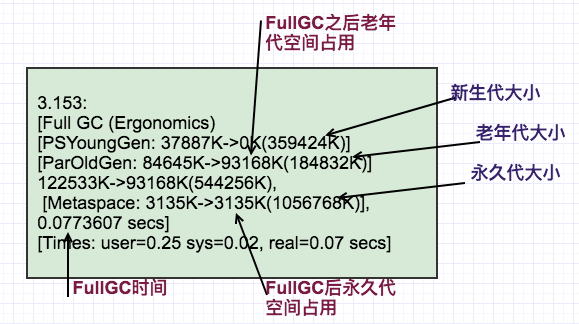 FullGC之后老年
代空间占用
新生代大小
3.153:
[Full GC (Ergonomics)
[PSYoungGen: 37887K->0K(359424K)]
老年代大小
[ParOldGen: 84645K->93168K(184832K)]
122533K->93168K(544256K),
永久代大小
[Metaspace: 3135K->3135K(1056768K)],
0.0773607 secs]
[Times: user=0.25 sys=0.02, real=0.07 secs]
FullGC时间
FullGC后永久代
空间占用